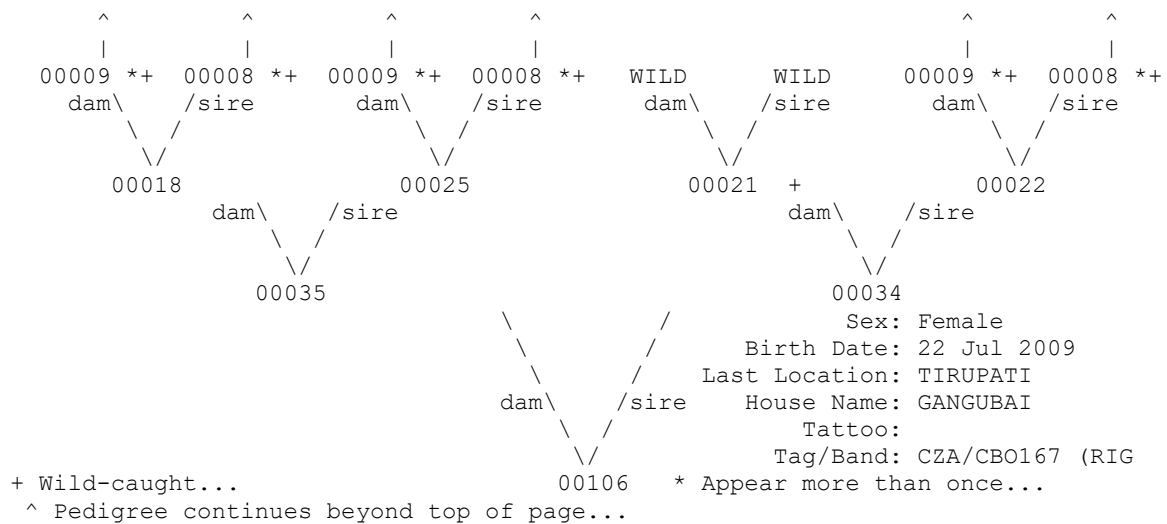 ^ ^ ^ ^ ^ ^
| | | | | |
00009 *+ 00008 *+ 00009 *+ 00008 *+ WILD WILD 00009 *+ 00008 *+
dam\ /sire dam\ /sire dam\ /sire dam\ /sire
\ / \ / \ / \ /
\/ \/ \/ \/
00018 00025 00021 + 00022
dam\ /sire dam\ /sire
\ / \ /
\/ \/
00035 00034
\ / Sex: Female
\ / Birth Date: 22 Jul 2009
\ / Last Location: TIRUPATI
dam\ /sire House Name: GANGUBAI
\ / Tattoo:
\/ Tag/Band: CZA/CBO167 (RIG
+ Wild-caught... 00106 * Appear more than once...
^ Pedigree continues beyond top of page...